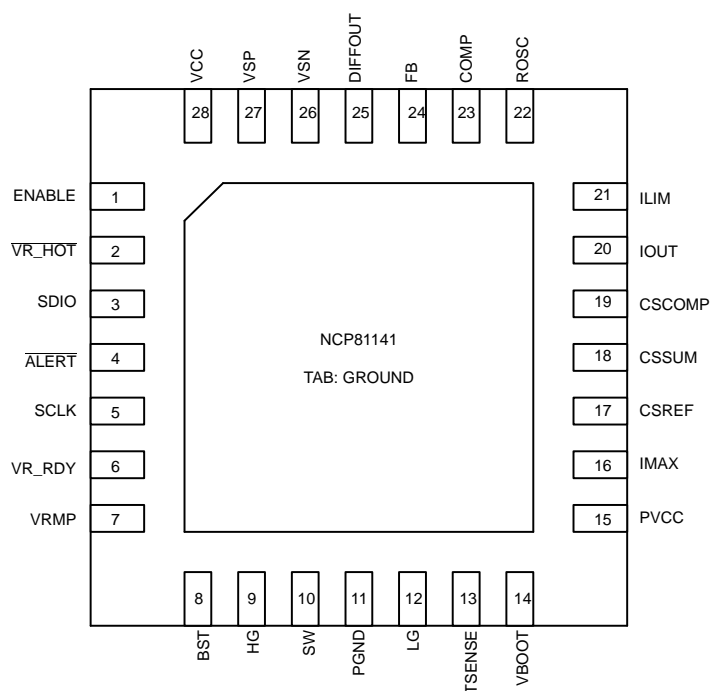 VCC
VSP
VSN
DIFFOUT
FB
COMP
ROSC
28
27
26
25
24
23
22
ENABLE 1
VR_HOT 2
SDIO 3
ALERT 4
SCLK 5
VR_RDY 6
VRMP 7
NCP81141
TAB: GROUND
21 ILIM
20 IOUT
19 CSCOMP
18 CSSUM
17 CSREF
16 IMAX
15 PVCC
8
9
10
11
12
13
14
BST
HG
SW
PGND
LG
TSENSE
VBOOT